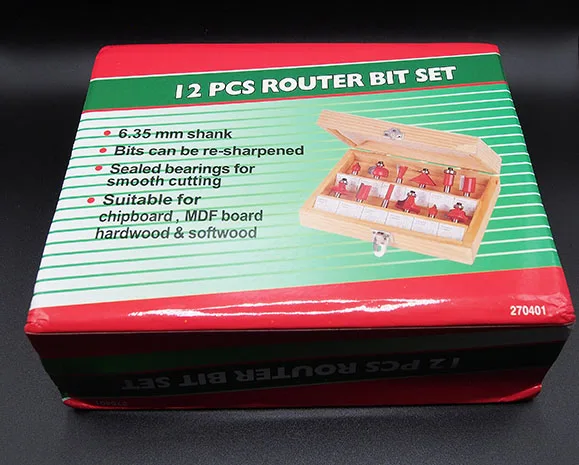 12 PCS ROUTER BIT SET
• 6.35 mm shank
• Bits can be re-sharpened
• Sealed bearings for
smooth cutting
• Suitable for
chipboard , MDF board
hardwood & softwood
270401
12 PCS ROUTER BIT SET